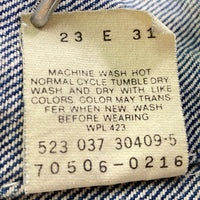 23 E 31
MACHINE WASH HOT
NORMAL CYCLE TUMBLE DRY
WASH AND DRY WITH LIKE
COLORS. COLOR MAY TRANS
FER WHEN NEW. WASH
BEFORE WEARING
WPL 423
523 037 30409-5
70506-0216